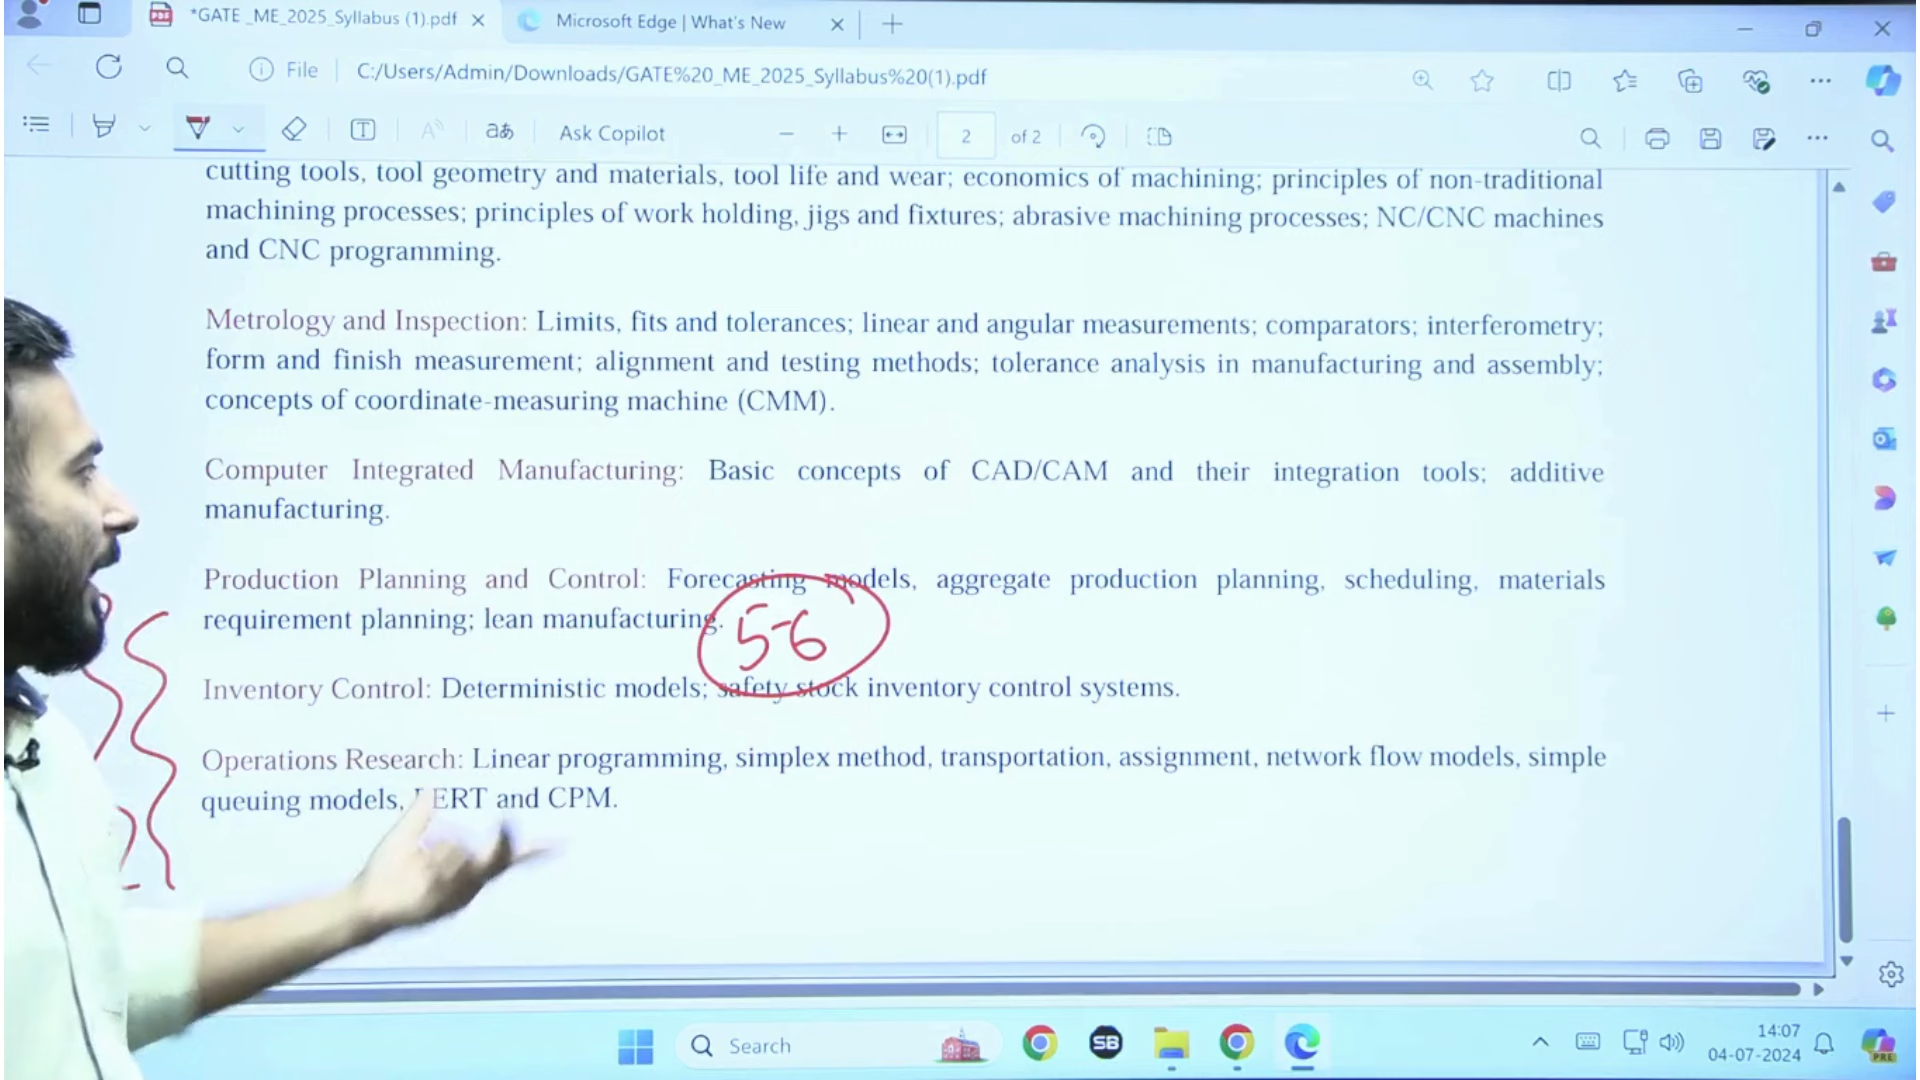 *GATE _ME_2025_Syllabus (1).pdf
Microsoft Edge | What's New
File
C:/Users/Admin/Downloads/GATE%20_ME_2025_Syllabus%20(1).pdf
Ask Copilot
2 of 2
cutting tools, tool geometry and materials, tool life and wear; economics of machining; principles of non-traditional
machining processes; principles of work holding, jigs and fixtures; abrasive machining processes; NC/CNC machines
and CNC programming.
Metrology and Inspection: Limits, fits and tolerances; linear and angular measurements; comparators; interferometry;
form and finish measurement; alignment and testing methods; tolerance analysis in manufacturing and assembly;
concepts of coordinate-measuring machine (CMM).
Computer Integrated Manufacturing: Basic concepts of CAD/CAM and their integration tools; additive
manufacturing.
Production Planning and Control: Forecasting models, aggregate production planning, scheduling, materials
requirement planning; lean manufacturing.
5-6
Inventory Control: Deterministic models; safety stock inventory control systems.
Operations Research: Linear programming, simplex method, transportation, assignment, network flow models, simple
queuing models, PERT and CPM.
Search
SB
14:07
04-07-2024
PRE